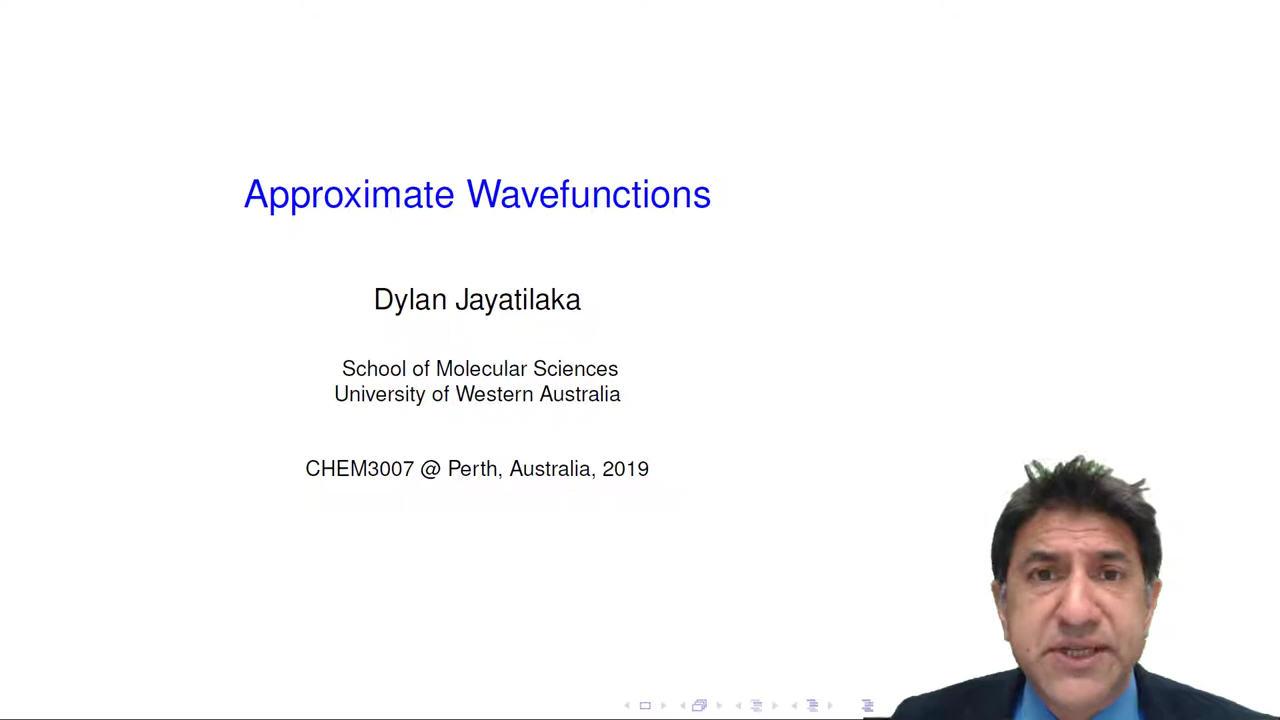 Approximate Wavefunctions
Dylan Jayatilaka
School of Molecular Sciences
University of Western Australia
CHEM3007 @ Perth, Australia, 2019